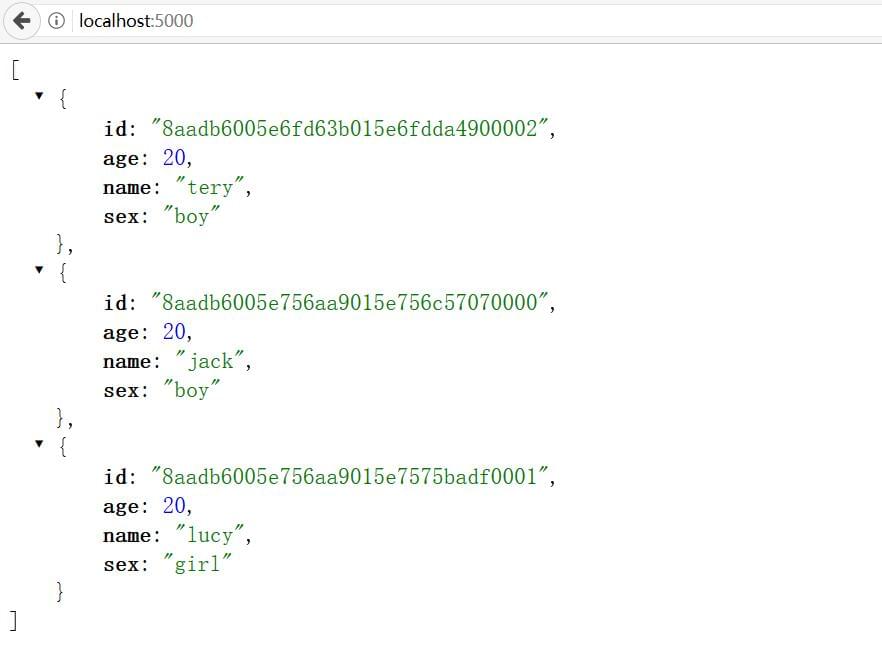 localhost:5000
[
{
id: "8aadb6005e6fd63b015e6fdda4900002",
age: 20,
name: "tery",
sex: "boy"
},
{
id: "8aadb6005e756aa9015e756c57070000",
age: 20,
name: "jack",
sex: "boy"
},
{
id: "8aadb6005e756aa9015e7575badf0001",
age: 20,
name: "lucy",
sex: "girl"
}
]